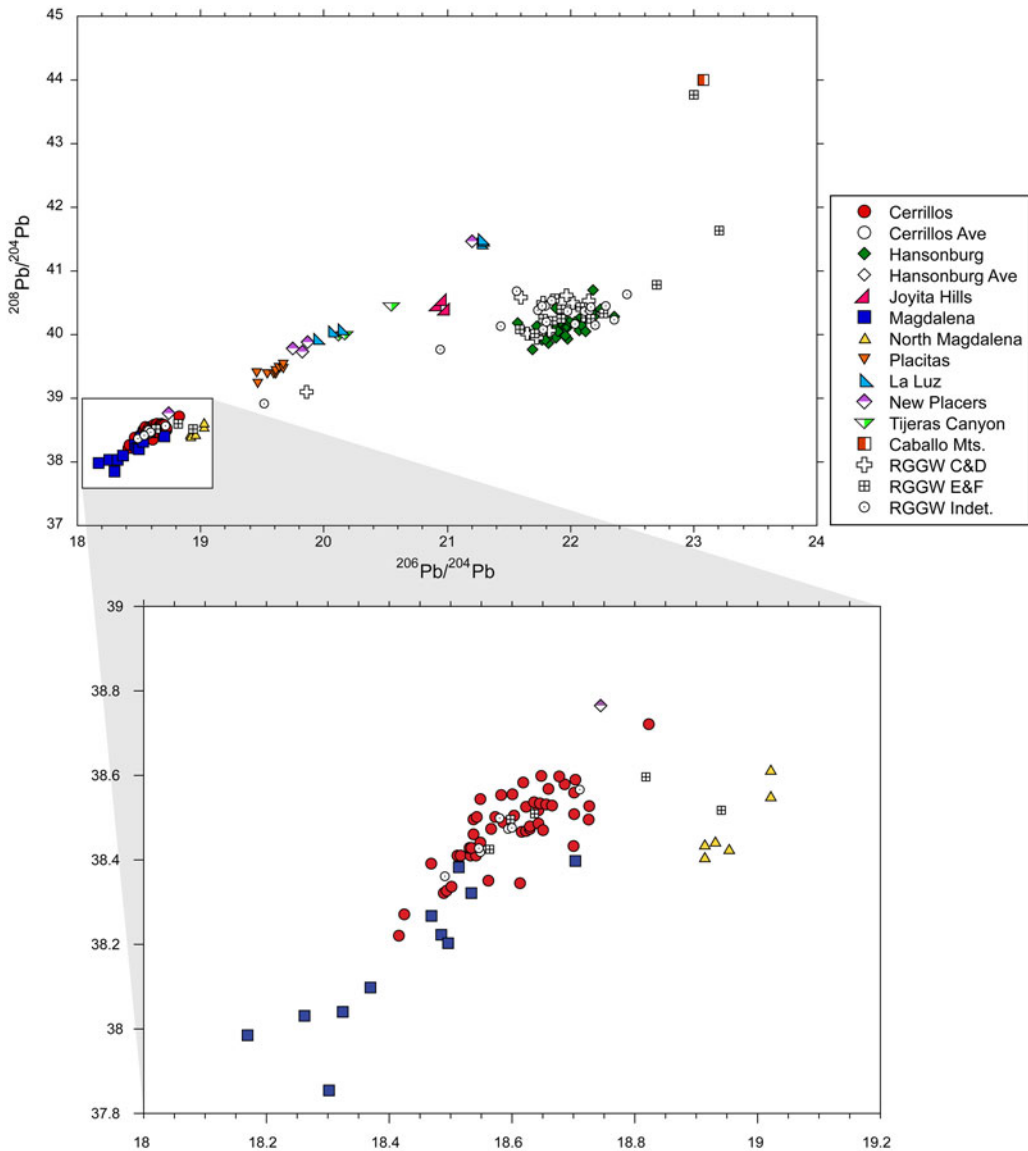 45
44
43
42
41
40
39
38
37
²⁰⁸Pb/²⁰⁴Pb
18 19 20 21 22 23 24
²⁰⁶Pb/²⁰⁴Pb
Cerrillos
Cerrillos Ave
Hansonburg
Hansonburg Ave
Joyita Hills
Magdalena
North Magdalena
Placitas
La Luz
New Placers
Tijeras Canyon
Caballo Mts.
RGGW C&D
RGGW E&F
RGGW Indet.
39
38.8
38.6
38.4
38.2
38
37.8
18 18.2 18.4 18.6 18.8 19 19.2